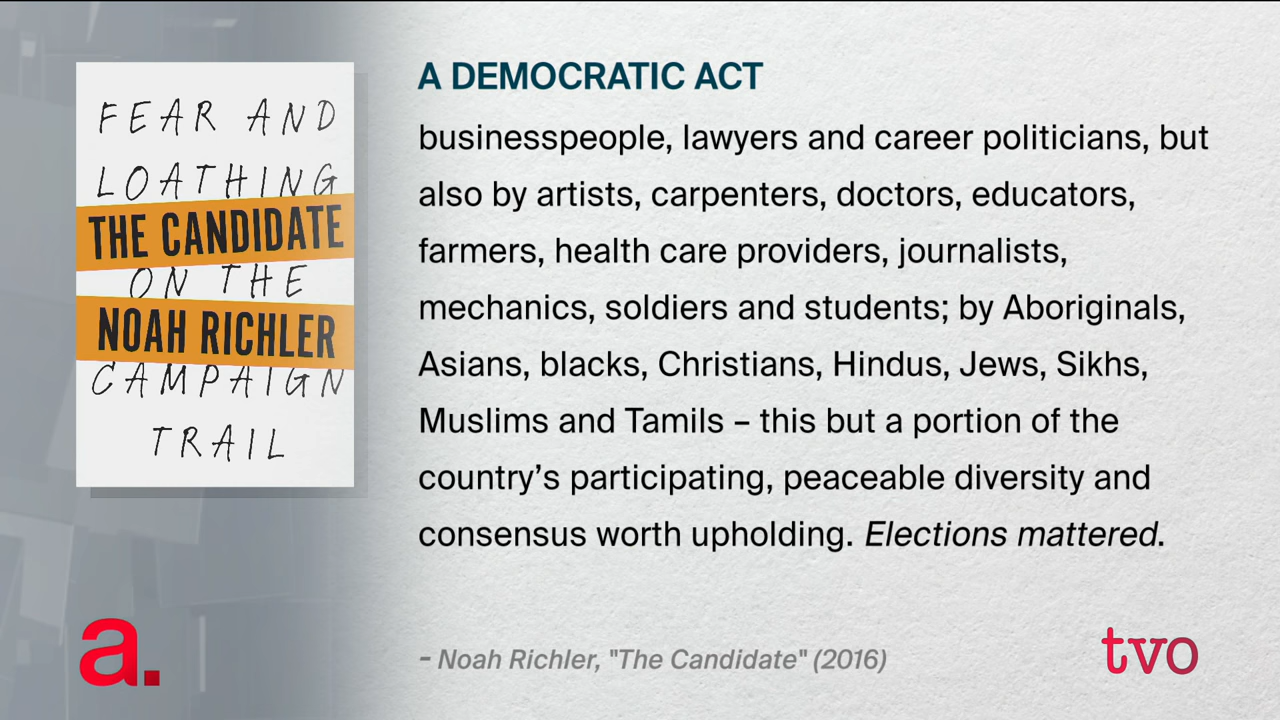 FEAR AND
LOATHING
THE CANDIDATE
ON THE
NOAH RICHLER
CAMPAIGN
TRAIL
A DEMOCRATIC ACT
businesspeople, lawyers and career politicians, but
also by artists, carpenters, doctors, educators,
farmers, health care providers, journalists,
mechanics, soldiers and students; by Aboriginals,
Asians, blacks, Christians, Hindus, Jews, Sikhs,
Muslims and Tamils – this but a portion of the
country’s participating, peaceable diversity and
consensus worth upholding. Elections mattered.
– Noah Richler, "The Candidate" (2016)
a.
tvo